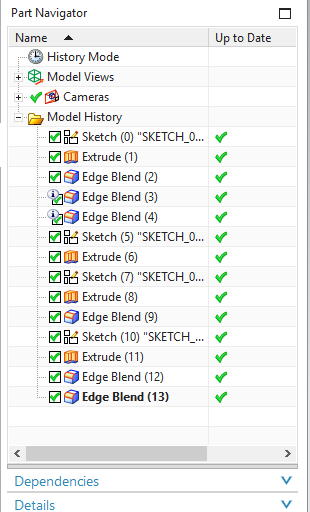 Part Navigator
Name Up to Date
History Mode
Model Views
Cameras
Model History
Sketch (0) "SKETCH_0...
Extrude (1)
Edge Blend (2)
Edge Blend (3)
Edge Blend (4)
Sketch (5) "SKETCH_0...
Extrude (6)
Sketch (7) "SKETCH_0...
Extrude (8)
Edge Blend (9)
Sketch (10) "SKETCH_...
Extrude (11)
Edge Blend (12)
Edge Blend (13)
Dependencies
Details